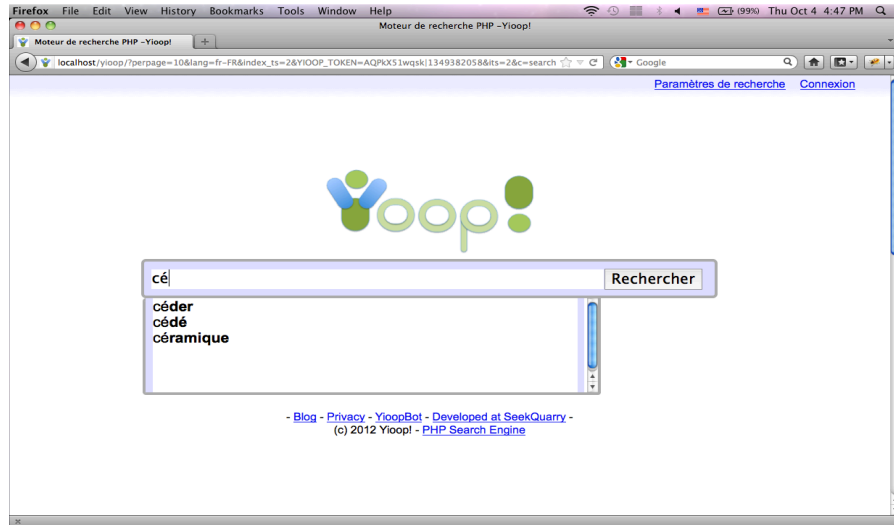 Firefox File Edit View History Bookmarks Tools Window Help (99%) Thu Oct 4 4:47 PM
Moteur de recherche PHP –Yioop!
Moteur de recherche PHP –Yioop! +
localhost/yioop/?perpage=10&lang=fr-FR&index_ts=2&YIOOP_TOKEN=AQPkX51wqsk|1349382058&its=2&c=search Google
Paramètres de recherche Connexion
Yioop!
cé Rechercher
céder
cédé
céramique
- Blog - Privacy - YioopBot - Developed at SeekQuarry -
(c) 2012 Yioop! - PHP Search Engine